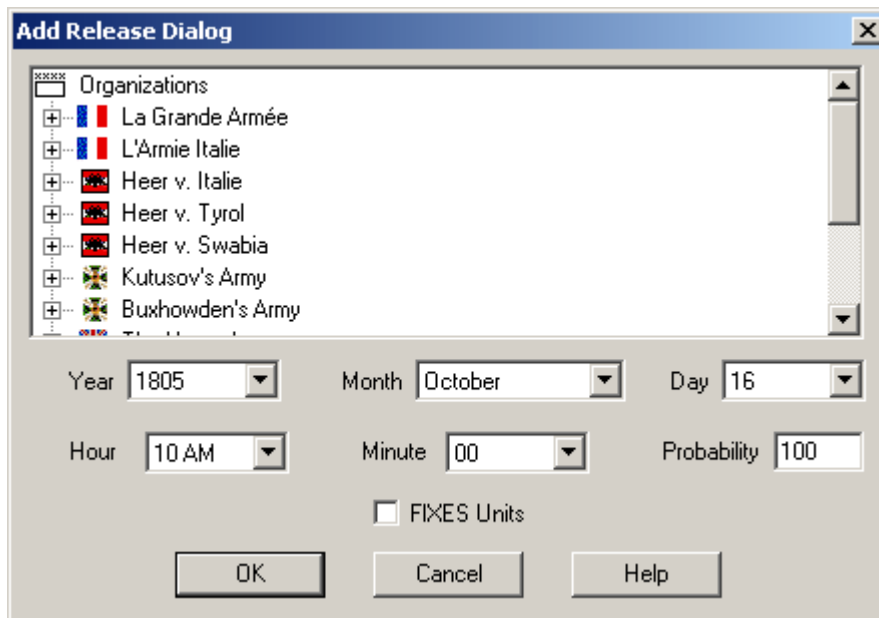 Add Release Dialog
xxxx
Organizations
La Grande Armée
L'Armie Italie
Heer v. Italie
Heer v. Tyrol
Heer v. Swabia
Kutusov's Army
Buxhowden's Army
Year 1805 Month October Day 16
Hour 10 AM Minute 00 Probability 100
FIXES Units
OK Cancel Help